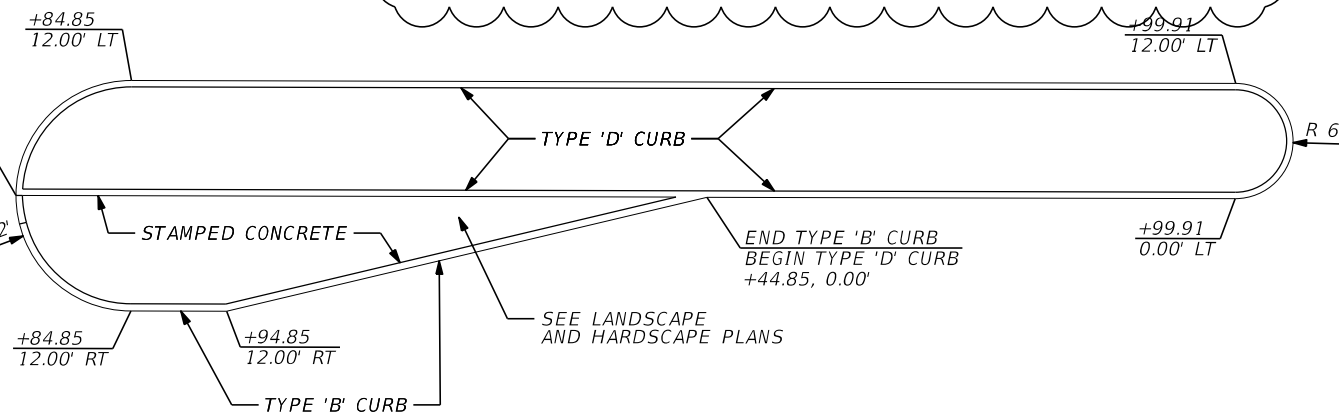 +84.85
12.00' LT
+99.91
12.00' LT
TYPE 'D' CURB
R 6
2'
STAMPED CONCRETE
END TYPE 'B' CURB
BEGIN TYPE 'D' CURB
+44.85, 0.00'
+99.91
0.00' LT
SEE LANDSCAPE
AND HARDSCAPE PLANS
+84.85
12.00' RT
+94.85
12.00' RT
TYPE 'B' CURB